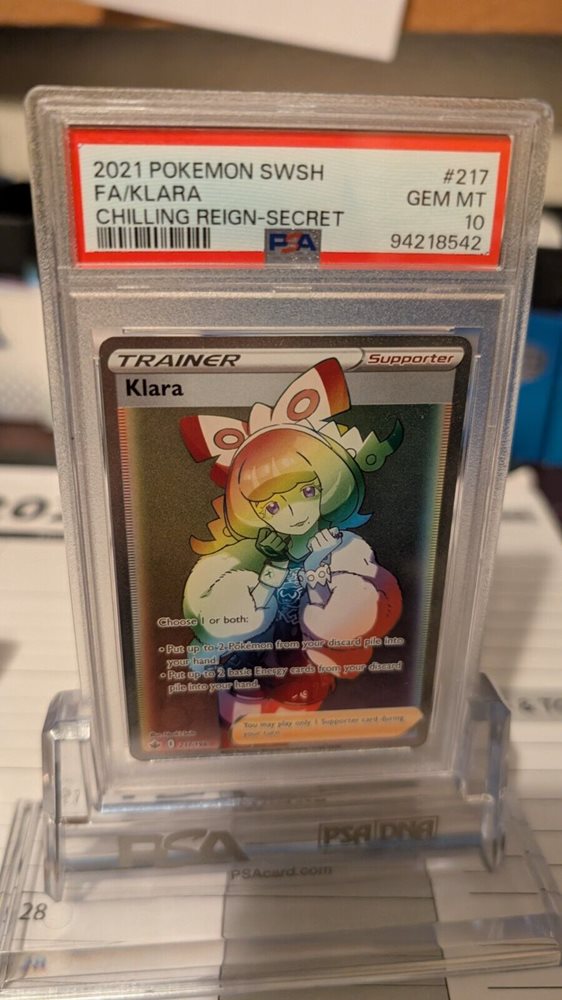 2021 POKEMON SWSH #217
FA/KLARA GEM MT
CHILLING REIGN-SECRET 10
PSA 94218542
TRAINER Supporter
Klara
Choose 1 or both:
• Put up to 2 Pokémon from your discard pile into
your hand.
• Put up to 2 basic Energy cards from your discard
pile into your hand.
You may play only 1 Supporter card during
your turn.
217/198
PSA PSA DNA
PSAcard.com
28